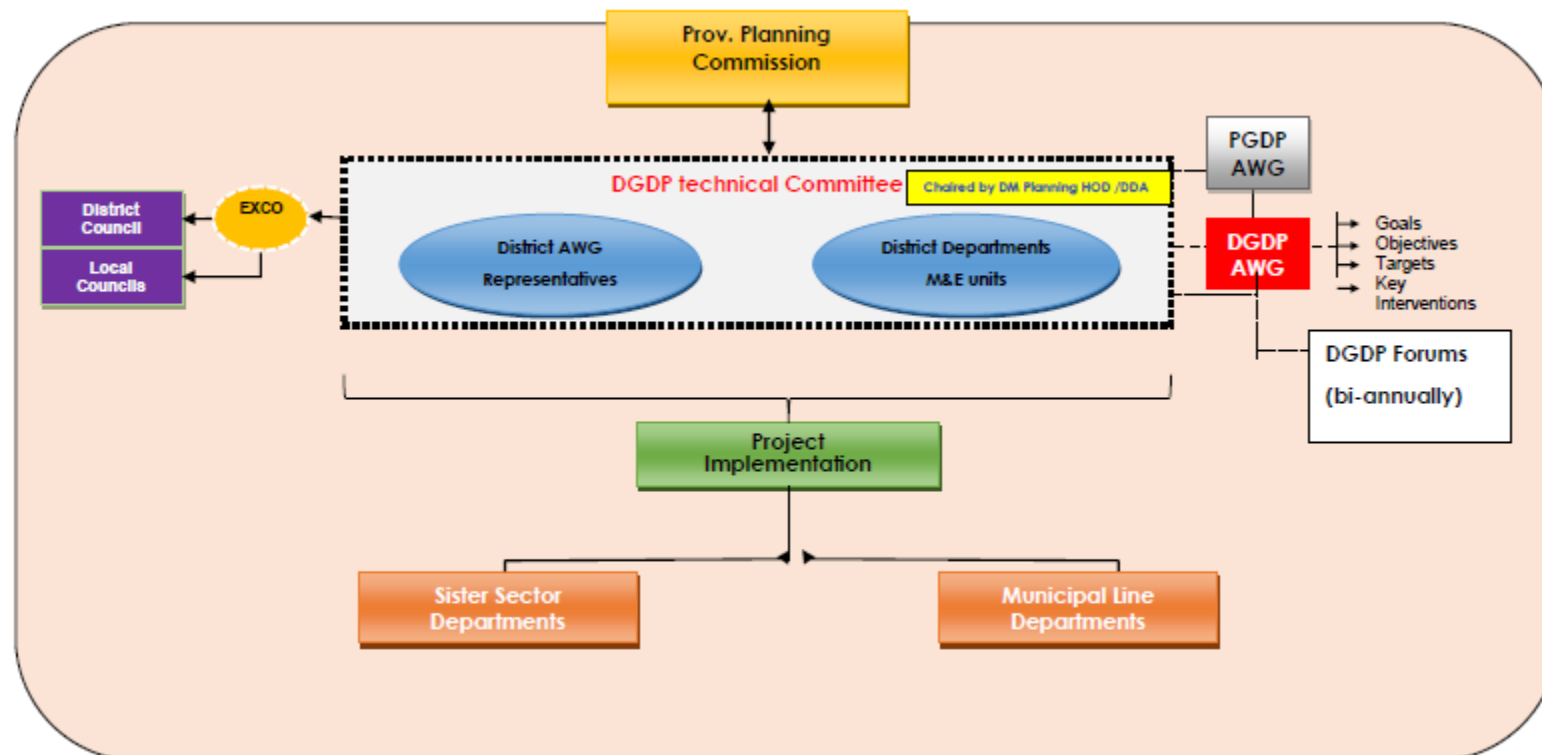 Prov. Planning
Commission
PGDP
AWG
DGDP technical Committee
Chaired by DM Planning HOD /DDA
District
Council
EXCO
Local
Councils
District AWG
Representatives
District Departments
M&E units
DGDP
AWG
Goals
Objectives
Targets
Key
Interventions
DGDP Forums
(bi-annually)
Project
Implementation
Sister Sector
Departments
Municipal Line
Departments